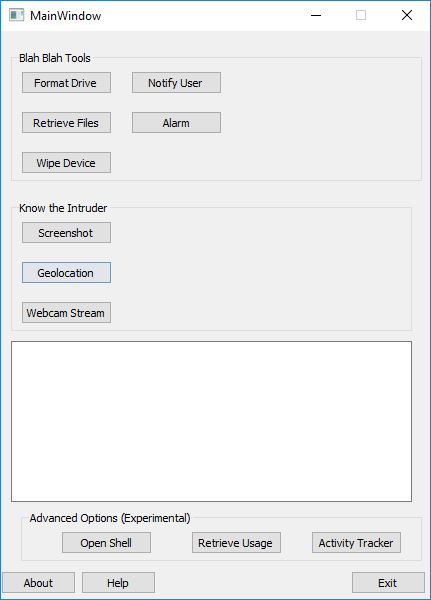 MainWindow
Blah Blah Tools
Format Drive Notify User
Retrieve Files Alarm
Wipe Device
Know the Intruder
Screenshot
Geolocation
Webcam Stream
Advanced Options (Experimental)
Open Shell Retrieve Usage Activity Tracker
About Help Exit